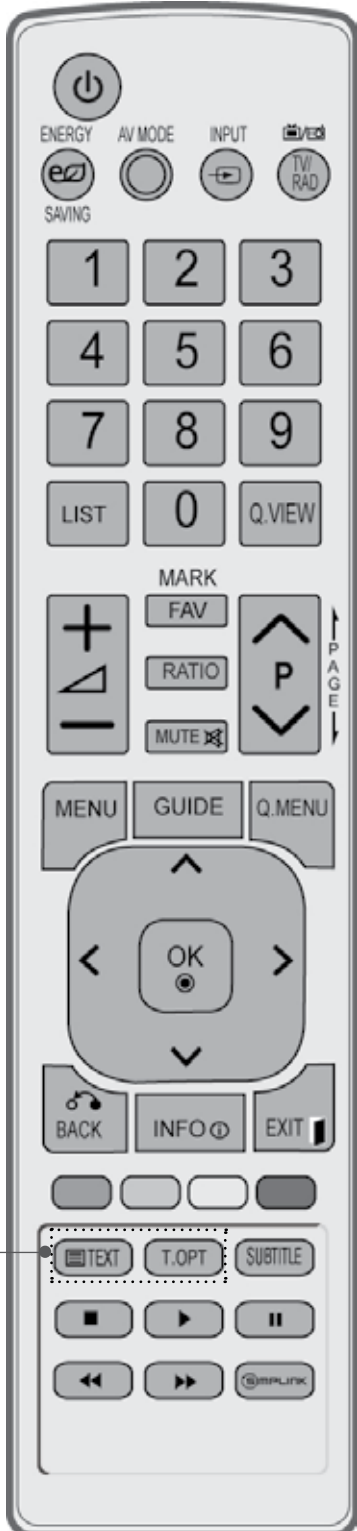 ENERGY AV MODE INPUT
TV/
RAD
SAVING
1 2 3
4 5 6
7 8 9
LIST 0 Q.VIEW
MARK
FAV
RATIO
P
PAGE
MUTE
MENU GUIDE Q.MENU
OK
BACK INFO EXIT
TEXT T.OPT SUBTITLE
SIMPLINK